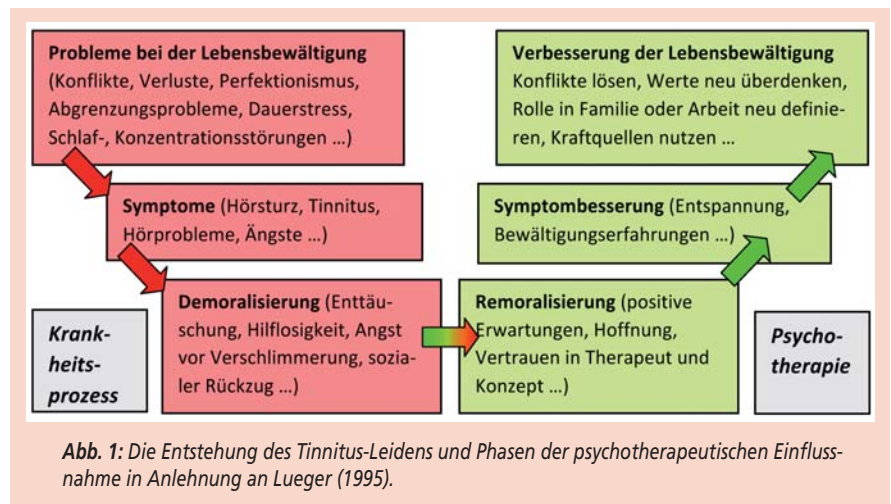 Probleme bei der Lebensbewältigung
(Konflikte, Verluste, Perfektionismus,
Abgrenzungsprobleme, Dauerstress,
Schlaf-, Konzentrationsstörungen ...)
Symptome (Hörsturz, Tinnitus,
Hörprobleme, Ängste ...)
Demoralisierung (Enttäu-
schung, Hilflosigkeit, Angst
vor Verschlimmerung, sozia-
ler Rückzug ...)
Krank-
heits-
prozess
Verbesserung der Lebensbewältigung
Konflikte lösen, Werte neu überdenken,
Rolle in Familie oder Arbeit neu definie-
ren, Kraftquellen nutzen ...
Symptombesserung (Entspannung,
Bewältigungserfahrungen ...)
Remoralisierung (positive
Erwartungen, Hoffnung,
Vertrauen in Therapeut und
Konzept ...)
Psycho-
therapie
Abb. 1: Die Entstehung des Tinnitus-Leidens und Phasen der psychotherapeutischen Einfluss-
nahme in Anlehnung an Lueger (1995).